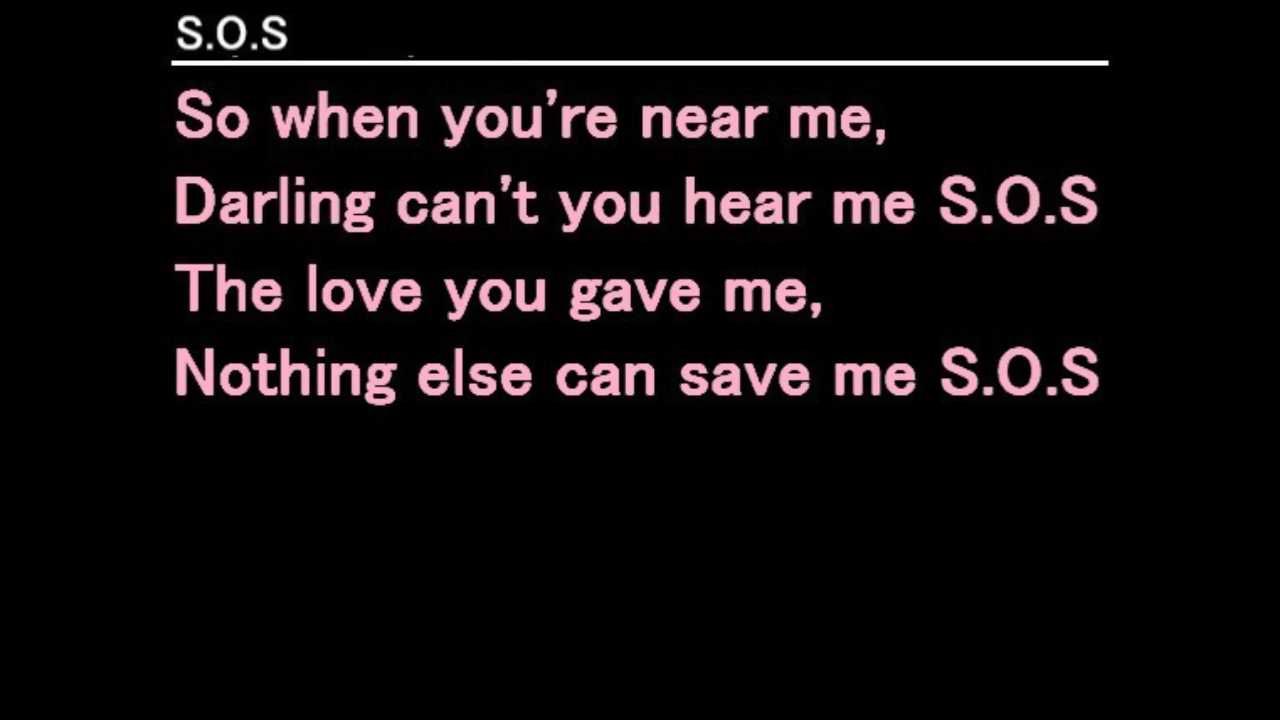 S.O.S
So when you're near me,
Darling can't you hear me S.O.S
The love you gave me,
Nothing else can save me S.O.S